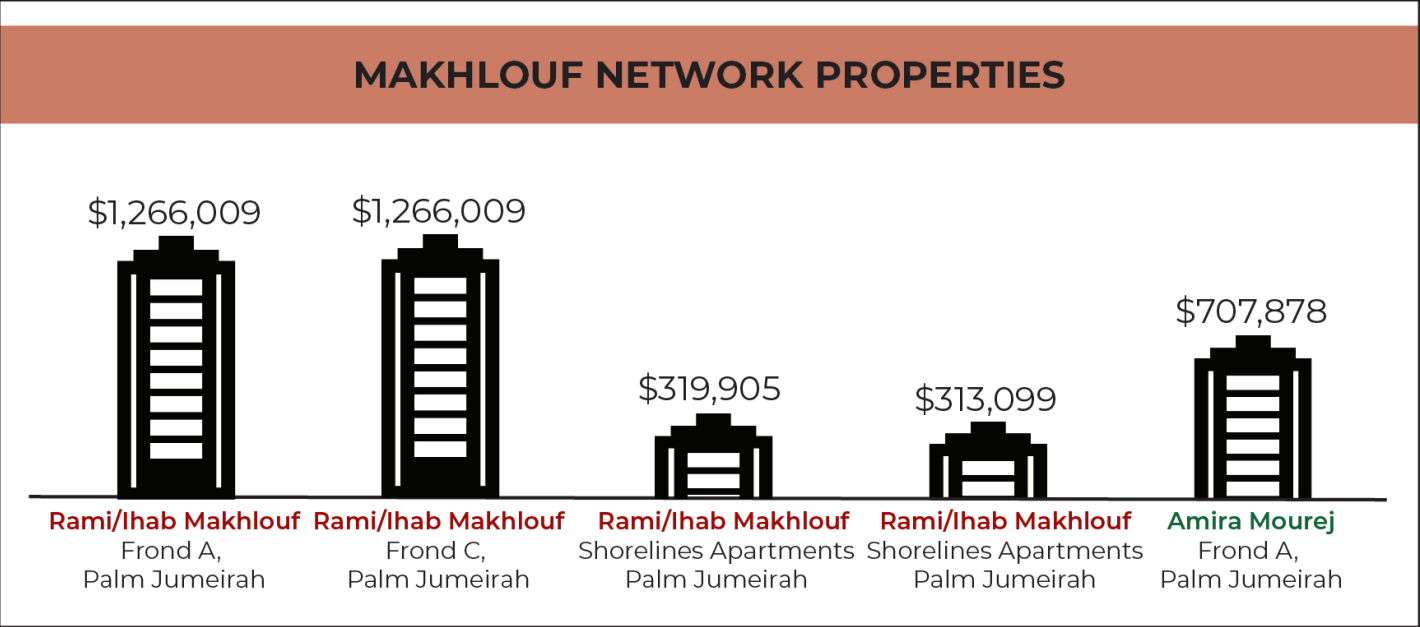 MAKHLOUF NETWORK PROPERTIES
$1,266,009
$1,266,009
$319,905
$313,099
$707,878
Rami/Ihab Makhlouf
Frond A,
Palm Jumeirah
Rami/Ihab Makhlouf
Frond C,
Palm Jumeirah
Rami/Ihab Makhlouf
Shorelines Apartments
Palm Jumeirah
Rami/Ihab Makhlouf
Shorelines Apartments
Palm Jumeirah
Amira Mourej
Frond A,
Palm Jumeirah